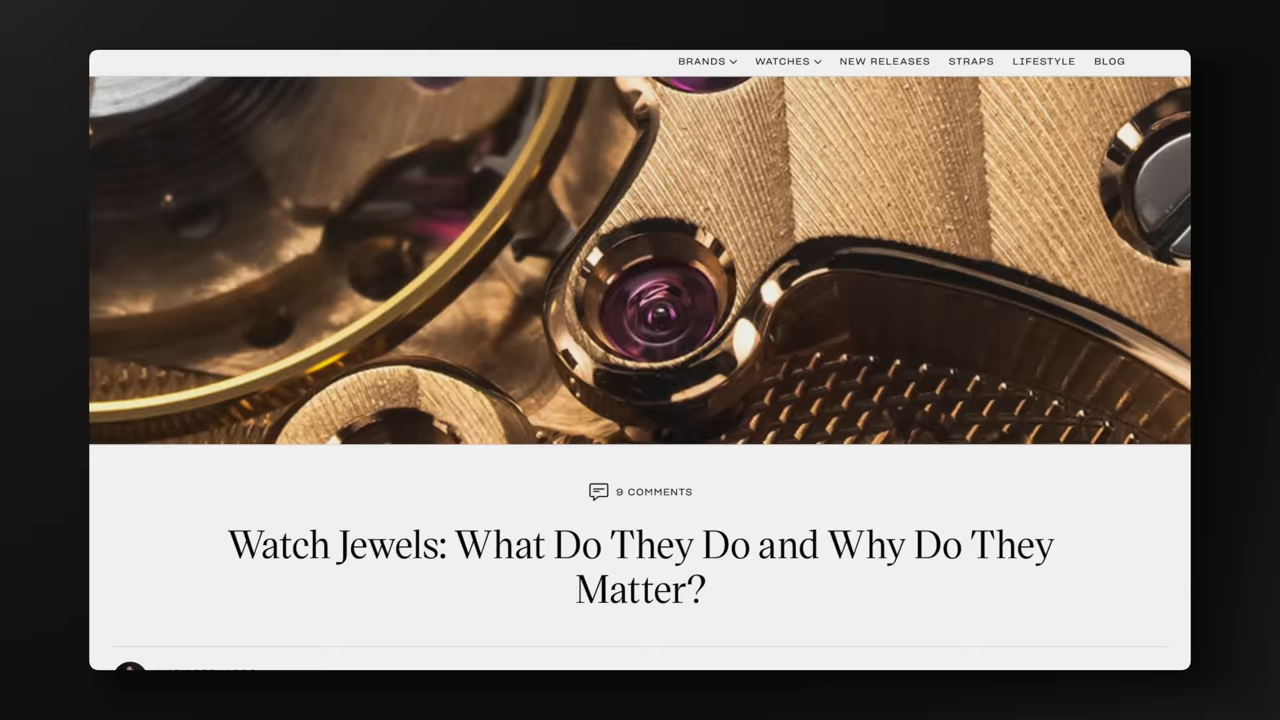 BRANDS WATCHES NEW RELEASES STRAPS LIFESTYLE BLOG
9 COMMENTS
Watch Jewels: What Do They Do and Why Do They
Matter?